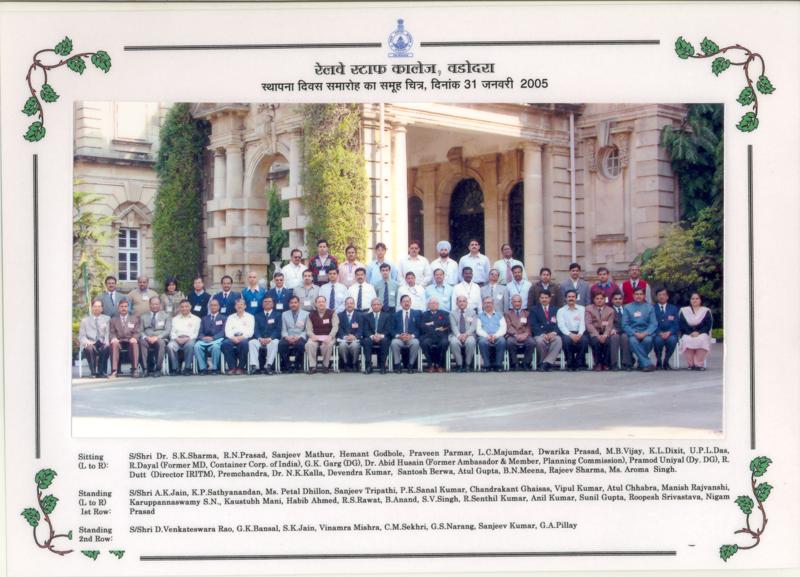 रेलवे स्टाफ कालेज, वडोदरा
स्थापना दिवस समारोह का समूह चित्र, दिनांक 31 जनवरी 2005
Sitting S/Shri Dr. S.K.Sharma, R.N.Prasad, Sanjeev Mathur, Hemant Godbole, Praveen Parmar, L.C.Majumdar, Dwarika Prasad, M.B.Vijay, K.L.Dixit, U.P.L.Das,
(L to R): R.Dayal (Former MD, Container Corp. of India), G.K. Garg (DG), Dr. Abid Husain (Former Ambasador & Member, Planning Commission), Pramod Uniyal (Dy. DG), R.
Dutt (Director IRITM), Premchandra, Dr. N.K.Kalla, Devendra Kumar, Santosh Berwa, Atul Gupta, B.N.Meena, Rajeev Sharma, Ms. Aroma Singh.
Standing S/Shri A.K.Jain, K.P.Sathyanandan, Ms. Petal Dhillon, Sanjeev Tripathi, P.K.Sanal Kumar, Chandrakant Ghaisas, Vipul Kumar, Atul Chhabra, Manish Rajvanshi,
(L to R) Karuppannaswamy S.N., Kaustubh Mani, Habib Ahmed, R.S.Rawat, B.Anand, S.V.Singh, R.Senthil Kumar, Anil Kumar, Sunil Gupta, Roopesh Srivastava, Nigam
1st Row: Prasad
Standing S/Shri D.Venkateswara Rao, G.K.Bansal, S.K.Jain, Vinamra Mishra, C.M.Sekhri, G.S.Narang, Sanjeev Kumar, G.A.Pillay
2nd Row: